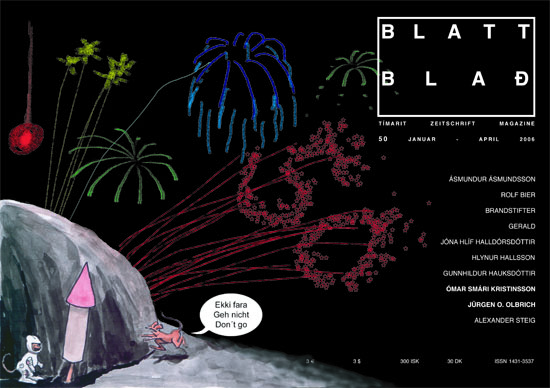 BLATT
BLAÐ
TÍMARIT ZEITSCHRIFT MAGAZINE
50 JANUAR - APRIL 2006
ÁSMUNDUR ÁSMUNDSSON
ROLF BIER
BRANDSTIFTER
GERALD
JÓNA HLÍF HALLDÓRSDÓTTIR
HLYNUR HALLSSON
GUNNHILDUR HAUKSDÓTTIR
ÓMAR SMÁRI KRISTINSSON
JÜRGEN O. OLBRICH
ALEXANDER STEIG
Ekki fara
Geh nicht
Don´t go
3 € 3 $ 300 ISK 30 DK ISSN 1431-3537